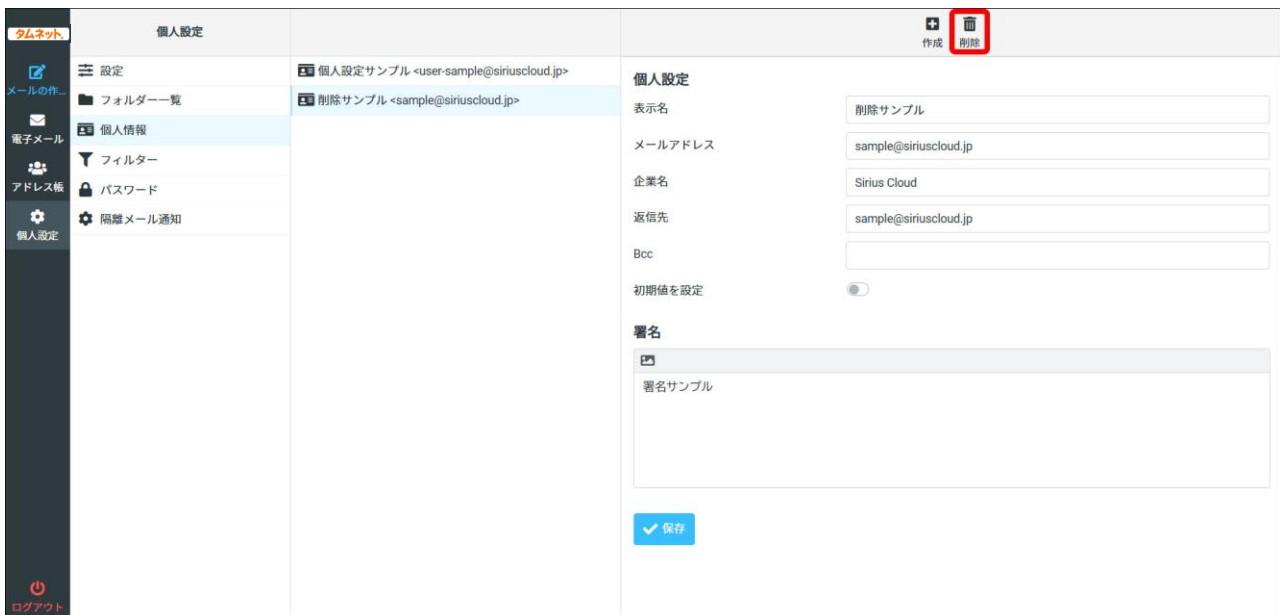 タムネット.
メールの作...
電子メール
アドレス帳
個人設定
ログアウト
個人設定
設定
フォルダー一覧
個人情報
フィルター
パスワード
隔離メール通知
個人設定サンプル <user-sample@siriuscloud.jp>
削除サンプル <sample@siriuscloud.jp>
作成
削除
個人設定
表示名
削除サンプル
メールアドレス
sample@siriuscloud.jp
企業名
Sirius Cloud
返信先
sample@siriuscloud.jp
Bcc
初期値を設定
署名
署名サンプル
保存